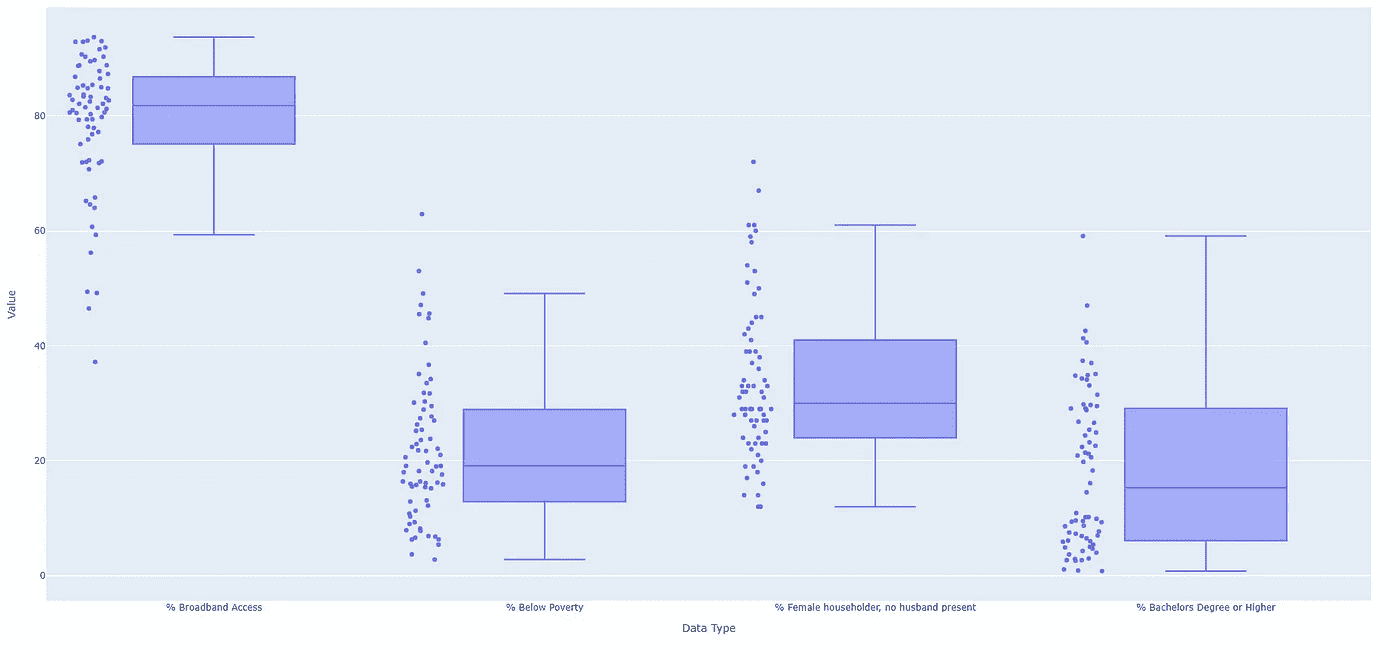 Value
80
60
40
20
0
% Broadband Access
% Below Poverty
% Female householder, no husband present
% Bachelors Degree or Higher
Data Type